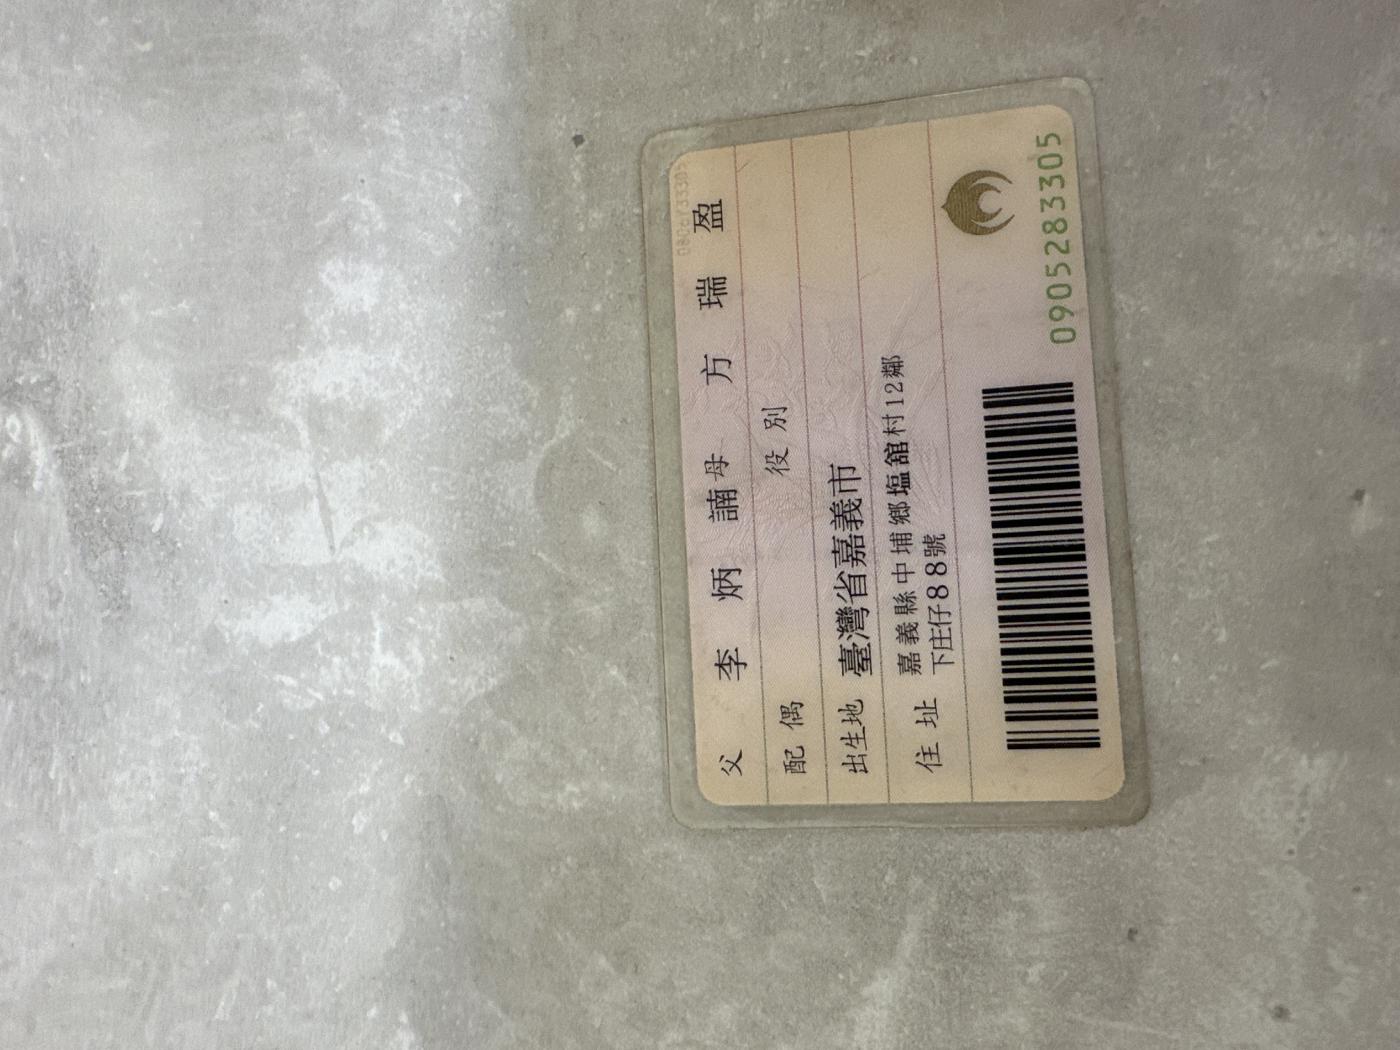 父 李炳諵 母 方瑞盈
配偶 役別
出生地 臺灣省嘉義市
住址 嘉義縣中埔鄉塩舘村12鄰
下庄仔88號
0905283305